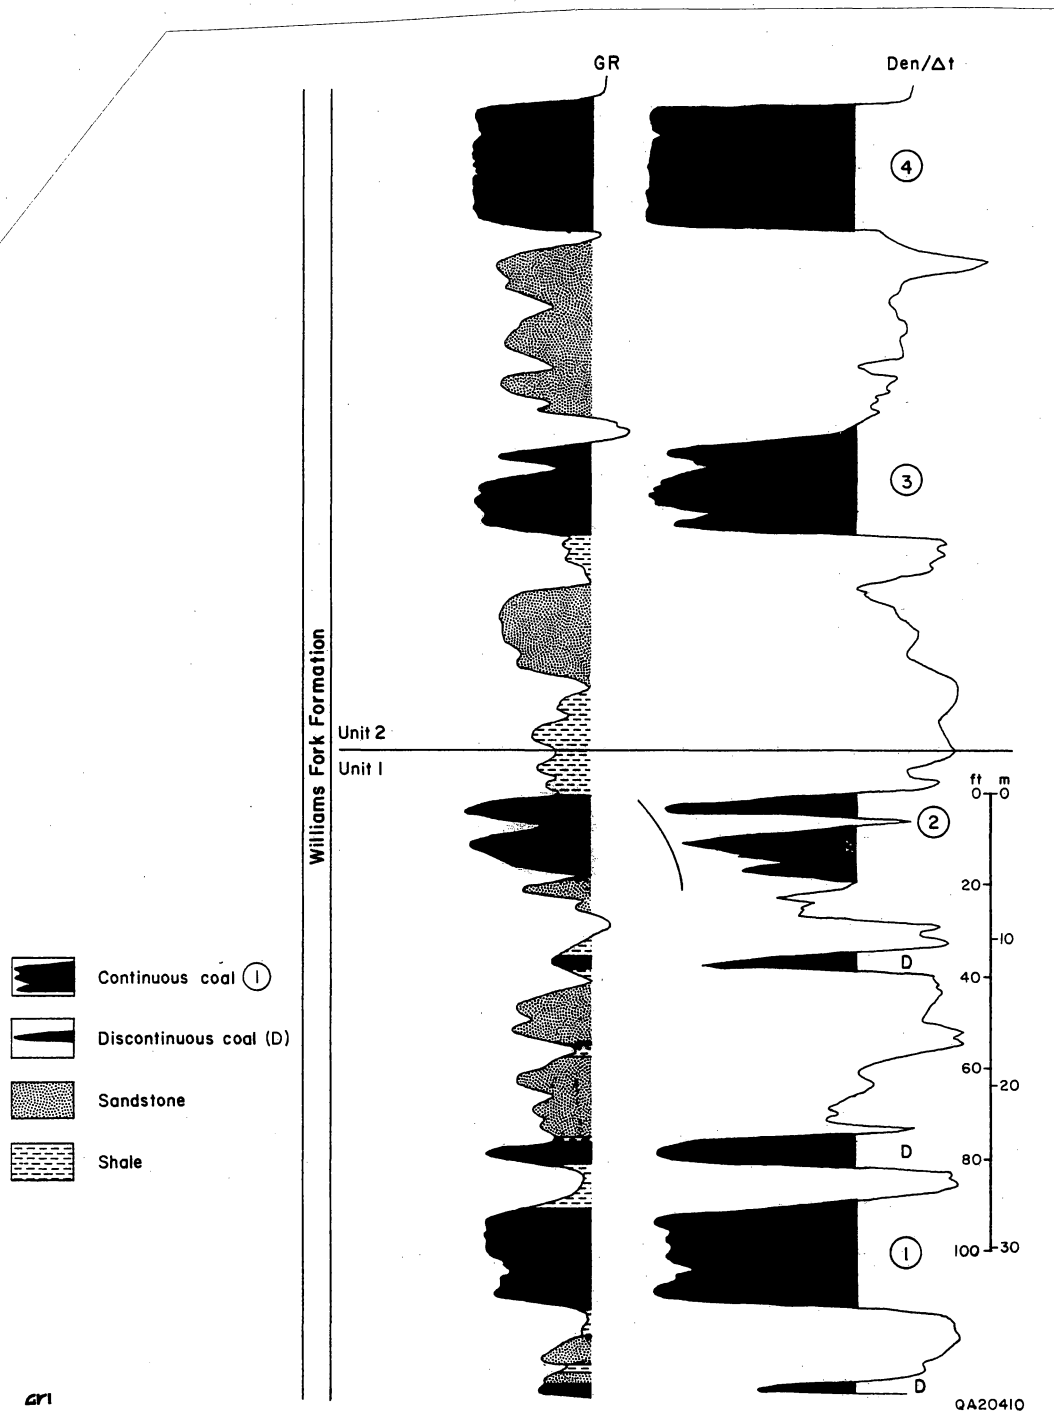 GR Den/Δt
4
3
Williams Fork Formation
Unit 2
Unit 1
ft m
0 0
2
20
10
D
40
60
20
D
80
1
100 30
D
Continuous coal 1
Discontinuous coal (D)
Sandstone
Shale
GRI
QA20410